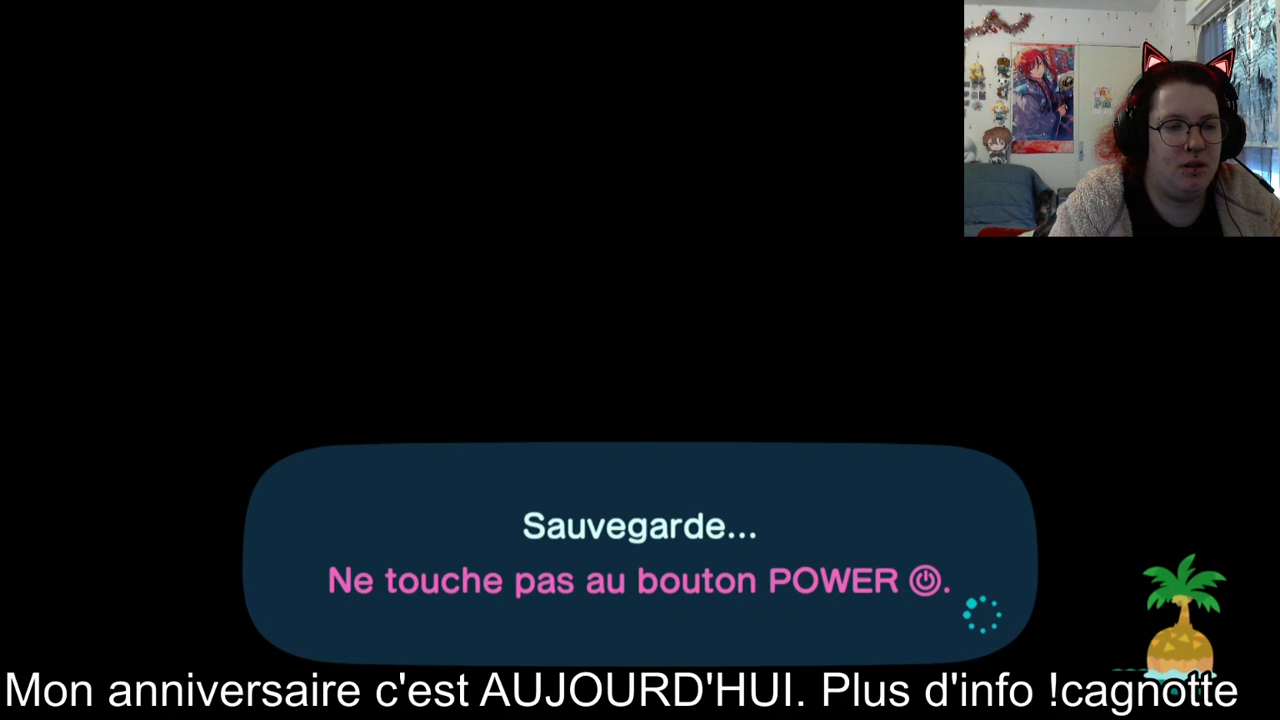 Sauvegarde...
Ne touche pas au bouton POWER.
Mon anniversaire c'est AUJOURD'HUI. Plus d'info !cagnotte